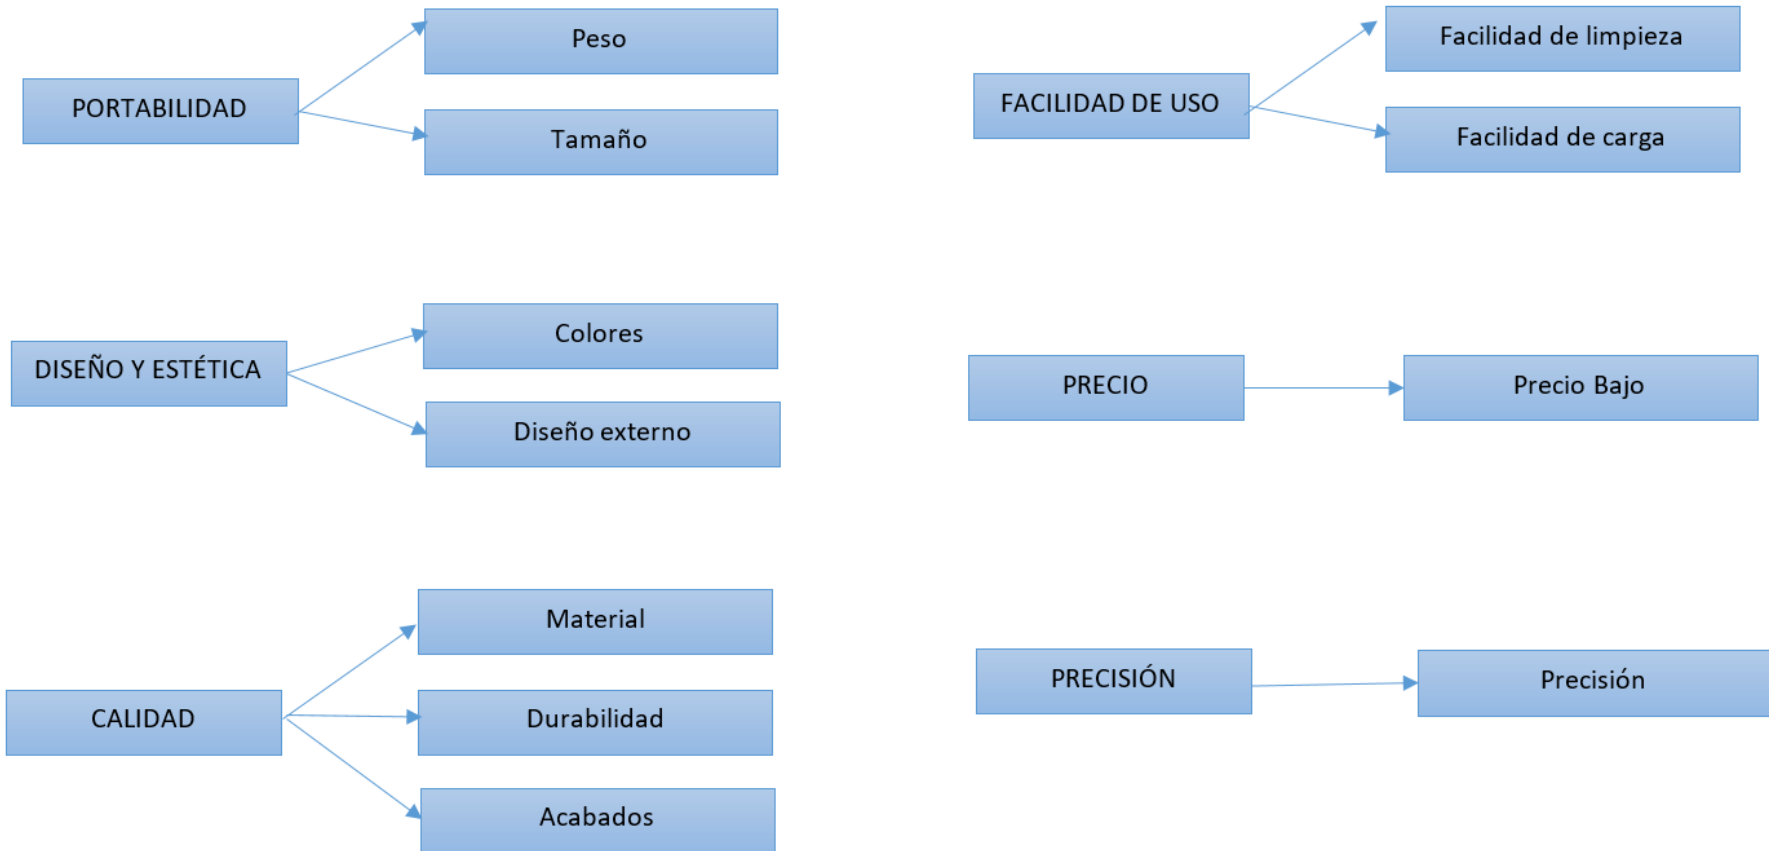 PORTABILIDAD
Peso
Tamaño
FACILIDAD DE USO
Facilidad de limpieza
Facilidad de carga
DISEÑO Y ESTÉTICA
Colores
Diseño externo
PRECIO
Precio Bajo
CALIDAD
Material
Durabilidad
Acabados
PRECISIÓN
Precisión